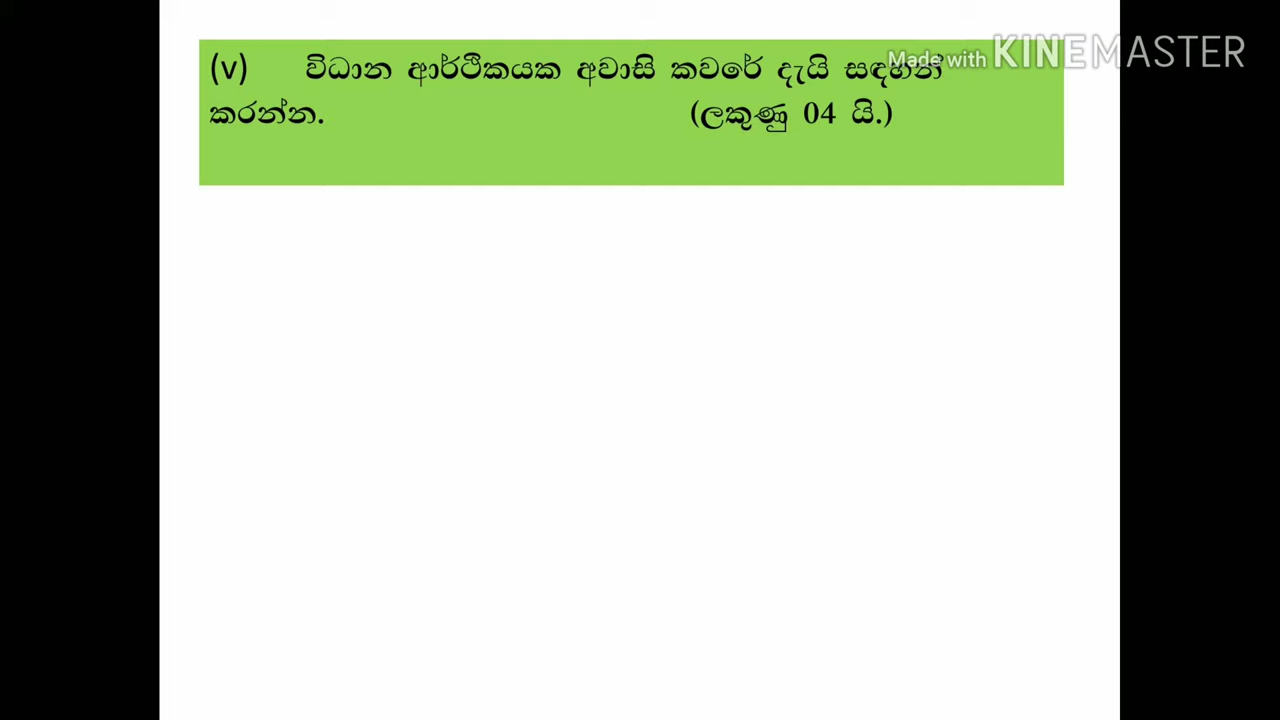 (v) විධාන ආර්ථිකයක අවාසි කවරේ දැයි සඳහන්
කරන්න. (ලකුණු 04 යි.)
Made with KINEMASTER